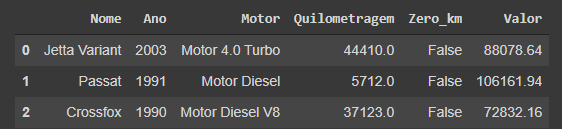 Nome Ano Motor Quilometragem Zero_km Valor
0 Jetta Variant 2003 Motor 4.0 Turbo 44410.0 False 88078.64
1 Passat 1991 Motor Diesel 5712.0 False 106161.94
2 Crossfox 1990 Motor Diesel V8 37123.0 False 72832.16